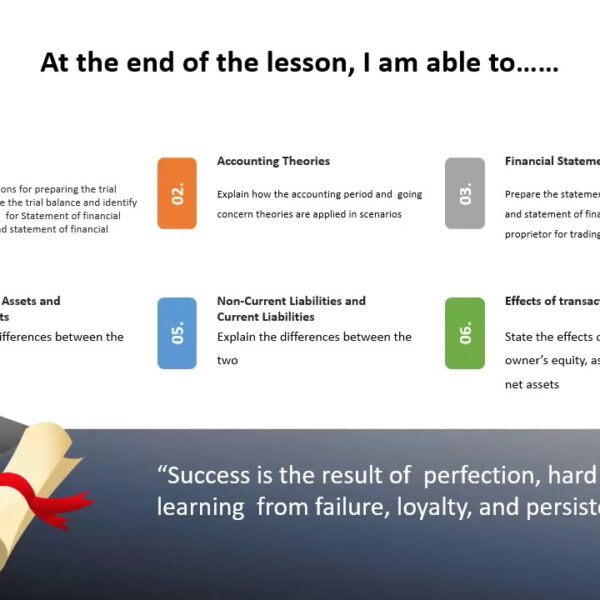 At the end of the lesson, I am able to......
ons for preparing the trial
e the trial balance and identify
for Statement of financial
d statement of financial
02.
Accounting Theories
Explain how the accounting period and going
concern theories are applied in scenarios
03.
Financial Stateme
Prepare the statemen
and statement of fina
proprietor for trading
Assets and
ts
ifferences between the
05.
Non-Current Liabilities and
Current Liabilities
Explain the differences between the
two
06.
Effects of transact
State the effects o
owner's equity, as
net assets
“Success is the result of perfection, hard
learning from failure, loyalty, and persiste